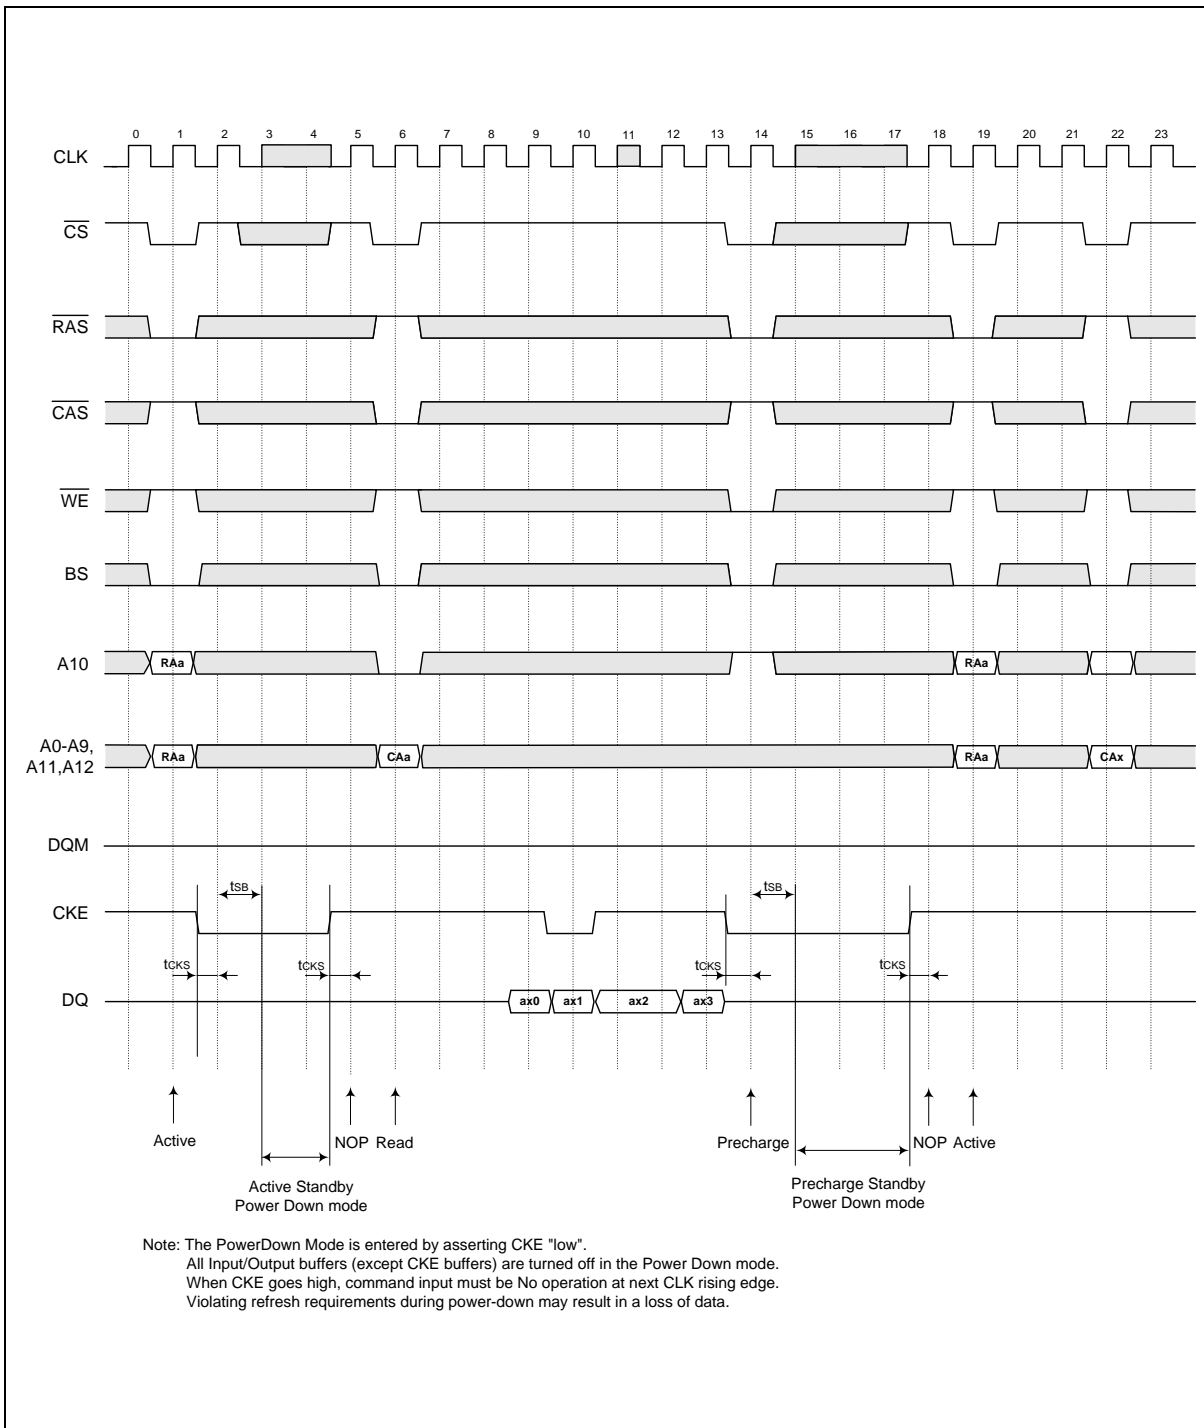 0 1 2 3 4 5 6 7 8 9 10 11 12 13 14 15 16 17 18 19 20 21 22 23
CLK
CS
RAS
CAS
WE
BS
A10 RAa RAa
A0-A9,
A11,A12 RAa CAa RAa CAx
DQM
tSB tSB
CKE
tCKS tCKS tCKS tCKS
DQ ax0 ax1 ax2 ax3
Active NOP Read Precharge NOP Active
Active Standby
Power Down mode
Precharge Standby
Power Down mode
Note: The PowerDown Mode is entered by asserting CKE "low".
All Input/Output buffers (except CKE buffers) are turned off in the Power Down mode.
When CKE goes high, command input must be No operation at next CLK rising edge.
Violating refresh requirements during power-down may result in a loss of data.